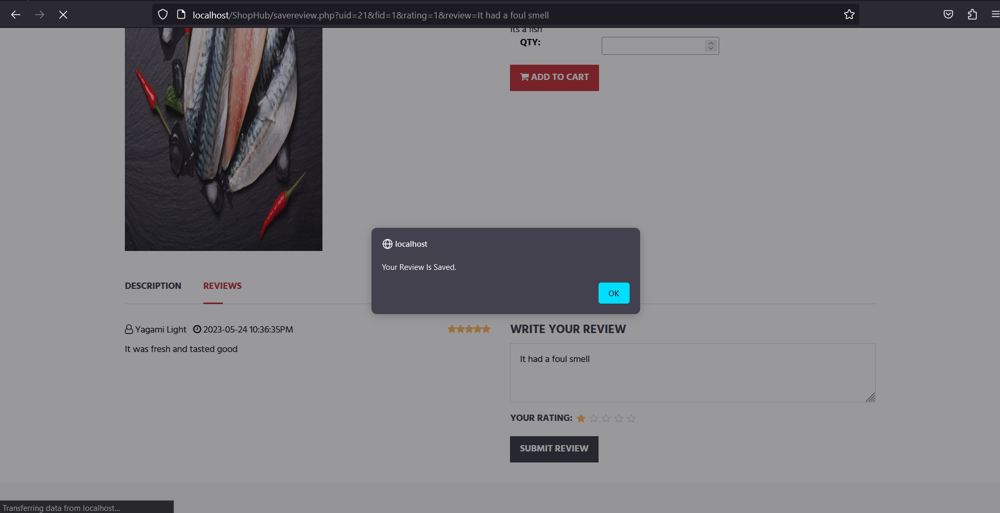 localhost/ShopHub/savereview.php?uid=21&fid=1&rating=1&review=It had a foul smell
Its a fish
QTY:
ADD TO CART
localhost
Your Review Is Saved.
OK
DESCRIPTION REVIEWS
Yagami Light 2023-05-24 10:36:35PM
It was fresh and tasted good
WRITE YOUR REVIEW
It had a foul smell
YOUR RATING:
SUBMIT REVIEW
Transferring data from localhost...